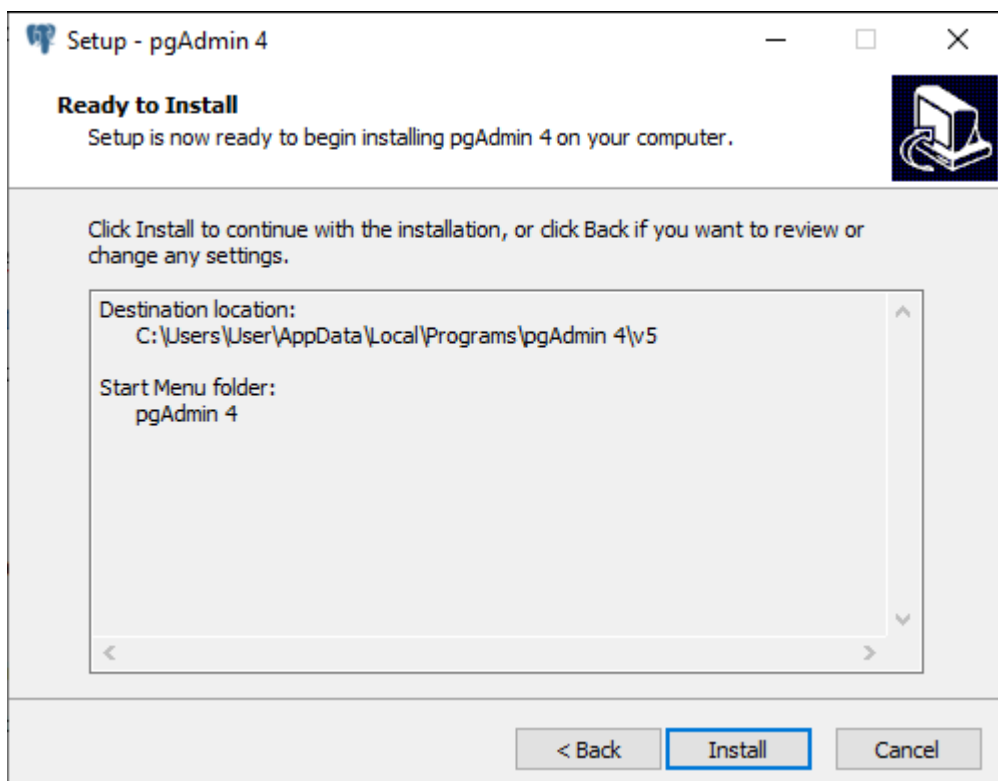 Setup - pgAdmin 4
Ready to Install
Setup is now ready to begin installing pgAdmin 4 on your computer.
Click Install to continue with the installation, or click Back if you want to review or
change any settings.
Destination location:
C:\Users\User\AppData\Local\Programs\pgAdmin 4\v5
Start Menu folder:
pgAdmin 4
< Back Install Cancel